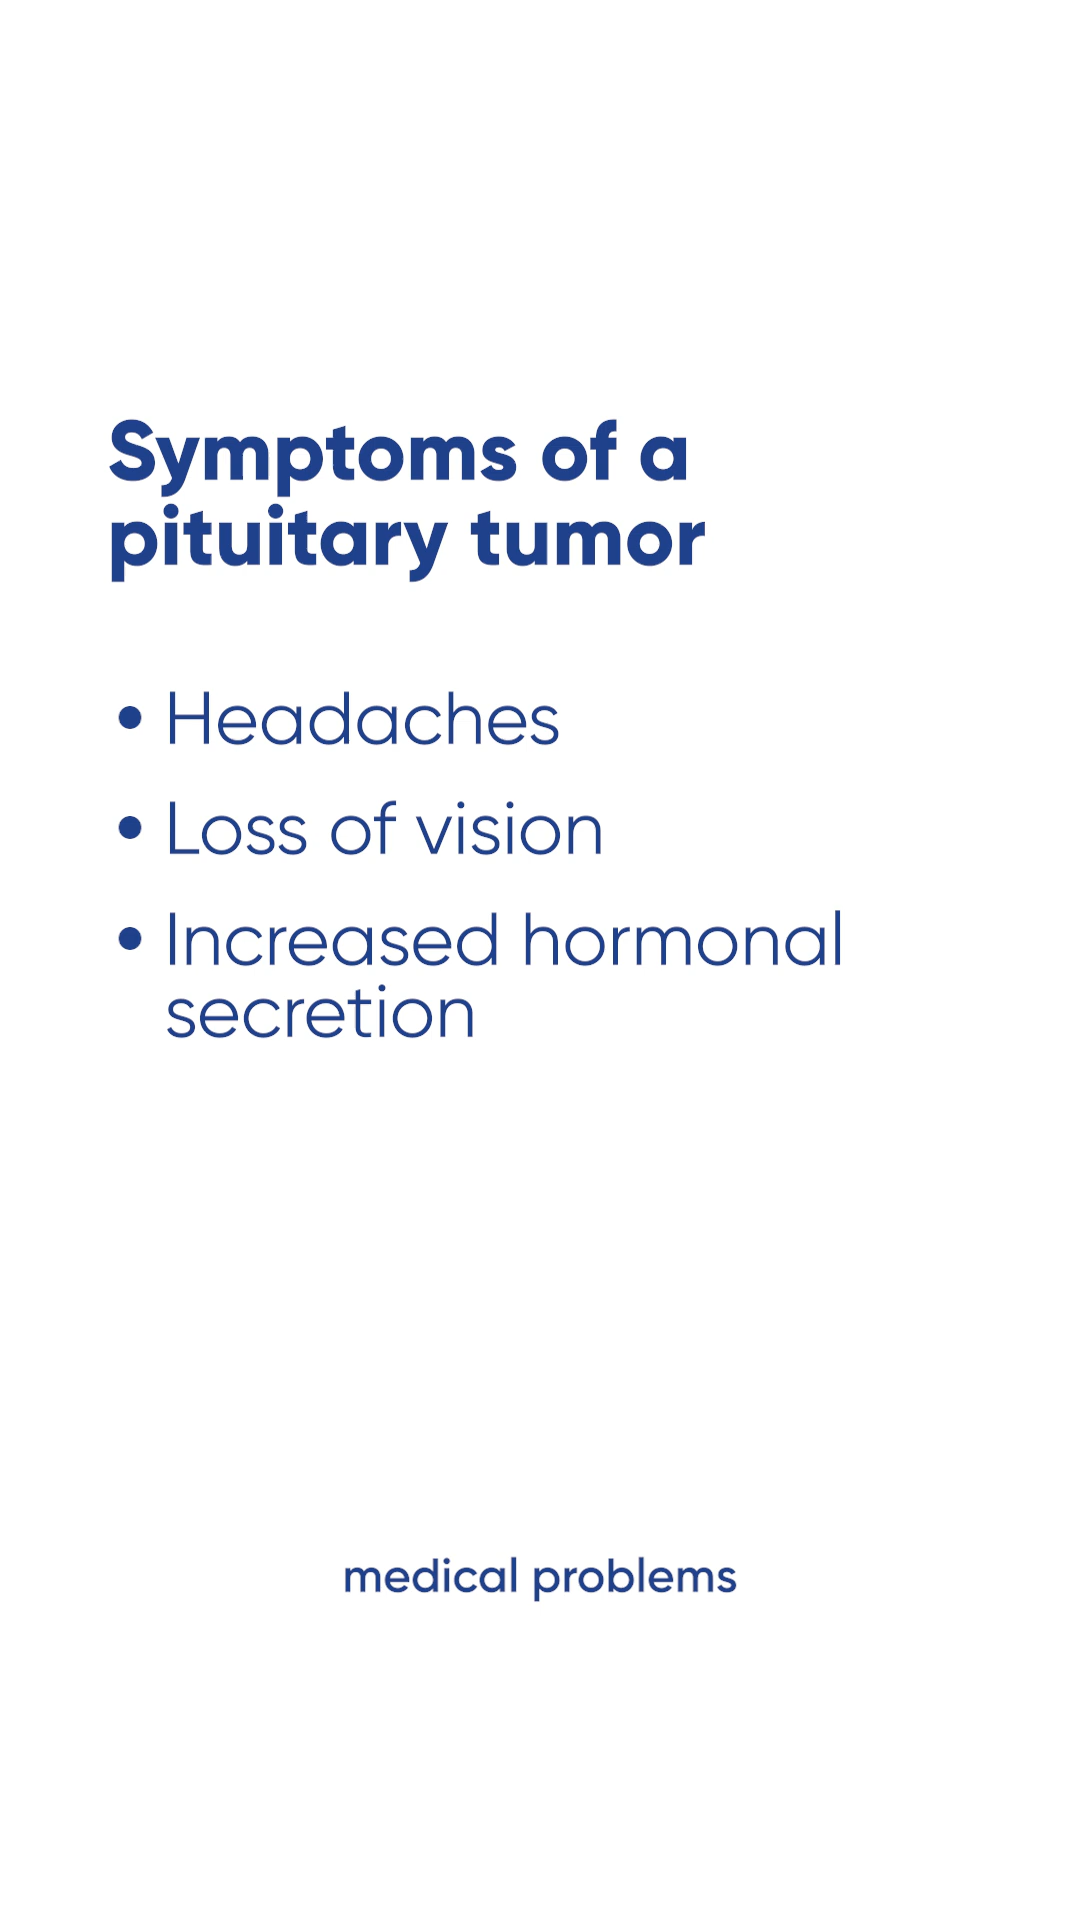 Symptoms of a
pituitary tumor
• Headaches
• Loss of vision
• Increased hormonal
secretion
medical problems